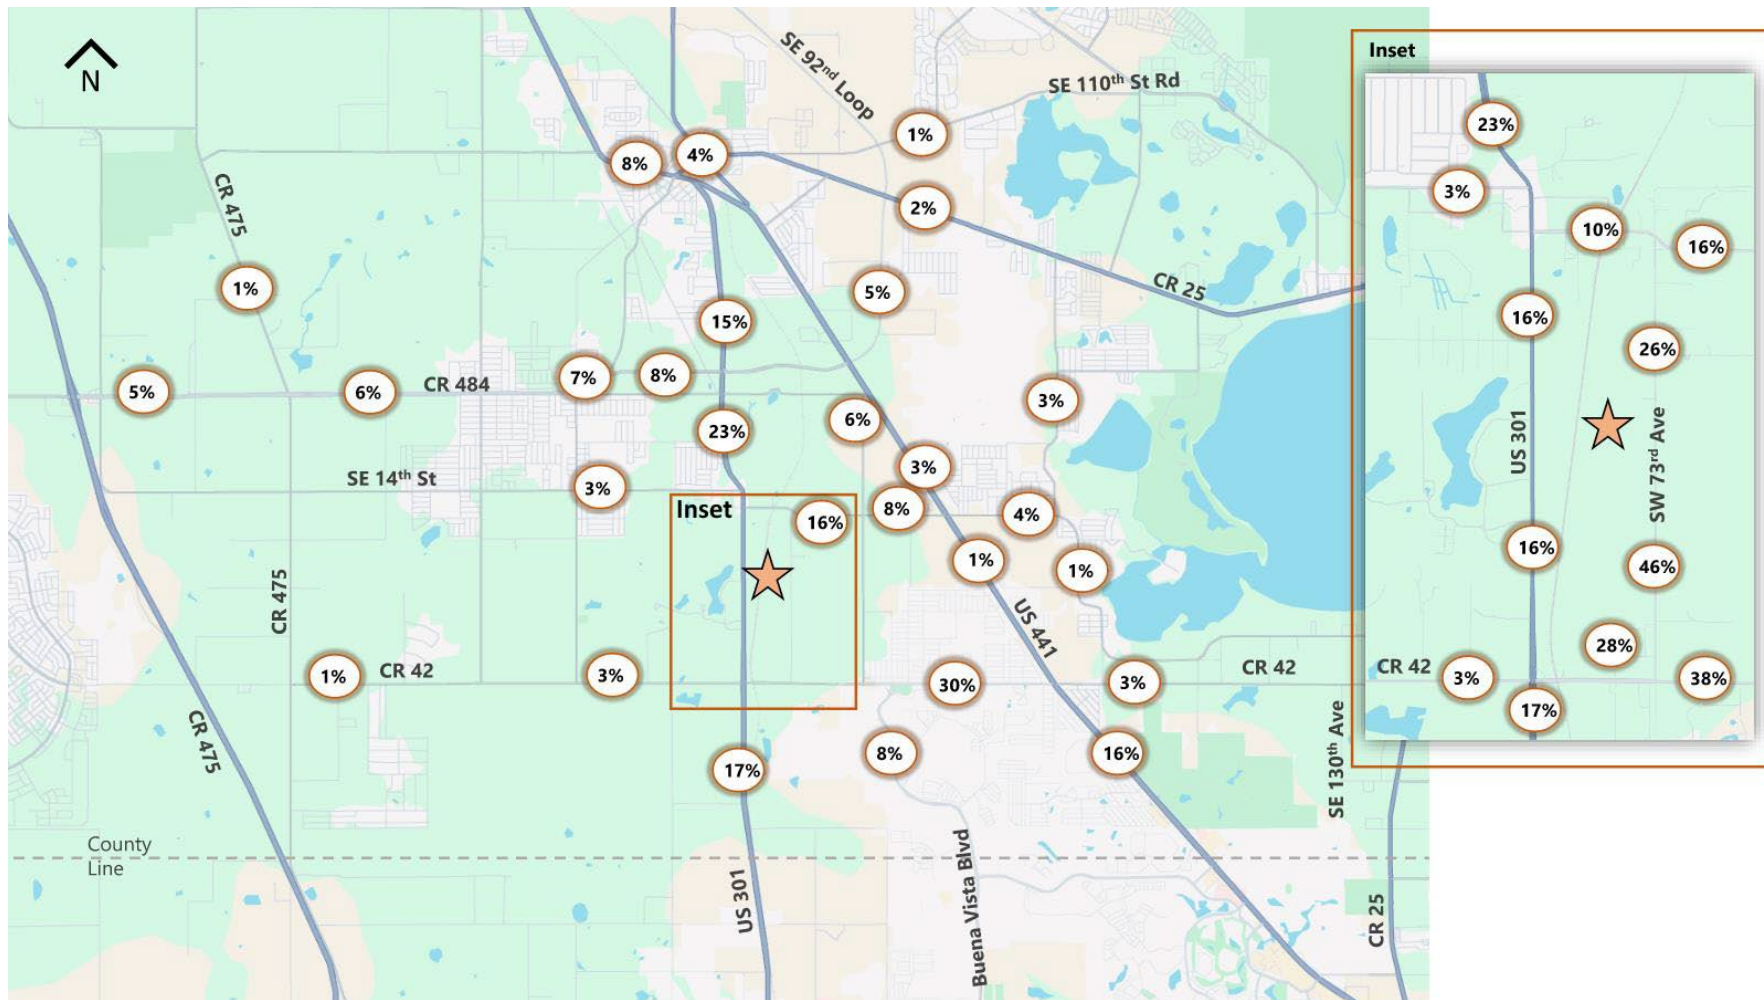 Inset
N
SE 92nd Loop
SE 110th St Rd
23%
1%
4%
8%
3%
CR 475
2%
10%
16%
1%
5%
CR 25
15%
16%
26%
5%
6%
CR 484
7%
8%
3%
6%
23%
US 301
SW 73rd Ave
3%
SE 14th St
3%
Inset
16%
8%
4%
16%
1%
1%
46%
CR 475
US 441
28%
1%
CR 42
3%
30%
3%
CR 42
CR 42
3%
38%
17%
CR 475
17%
8%
16%
SE 130th Ave
County
Line
US 301
Buena Vista Blvd
CR 25